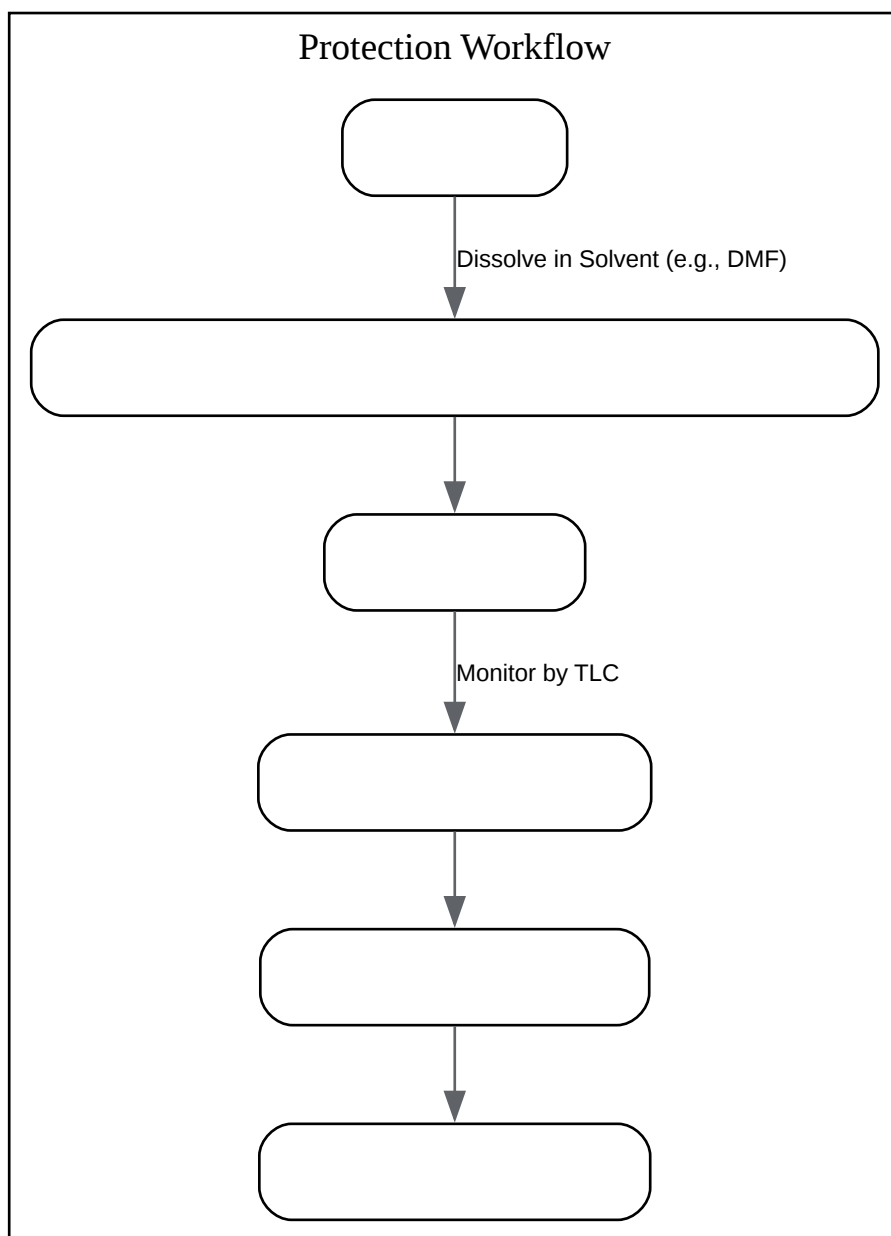 Protection Workflow
Dissolve in Solvent (e.g., DMF)
Monitor by TLC